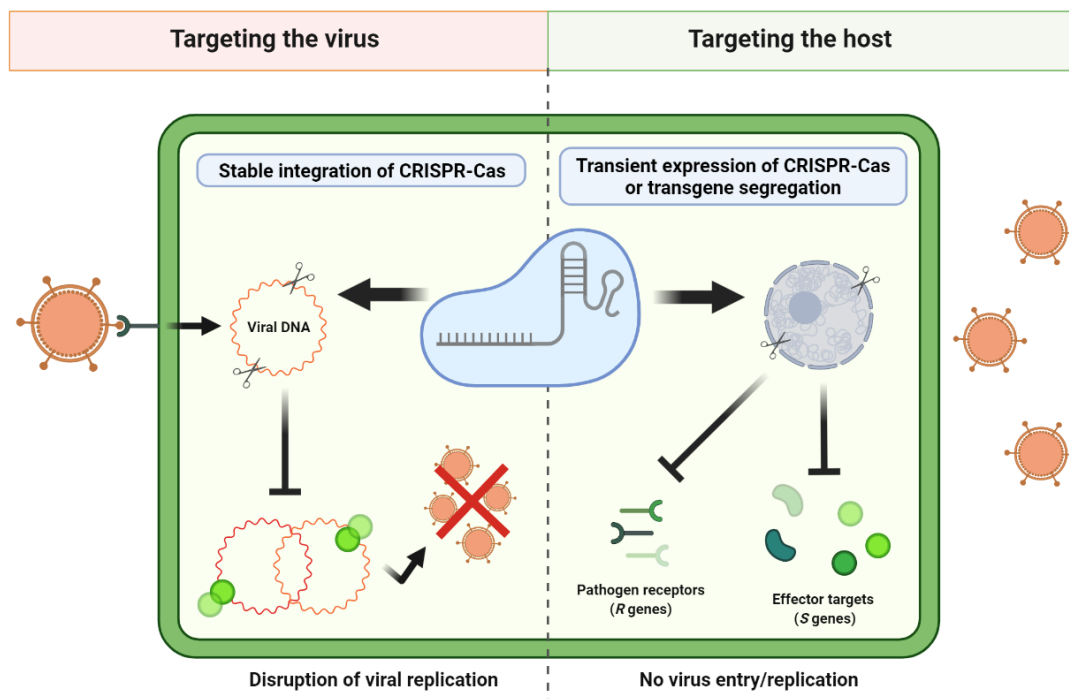 Targeting the virus
Targeting the host
Stable integration of CRISPR-Cas
Transient expression of CRISPR-Cas
or transgene segregation
Viral DNA
Pathogen receptors
(R genes)
Effector targets
(S genes)
Disruption of viral replication
No virus entry/replication